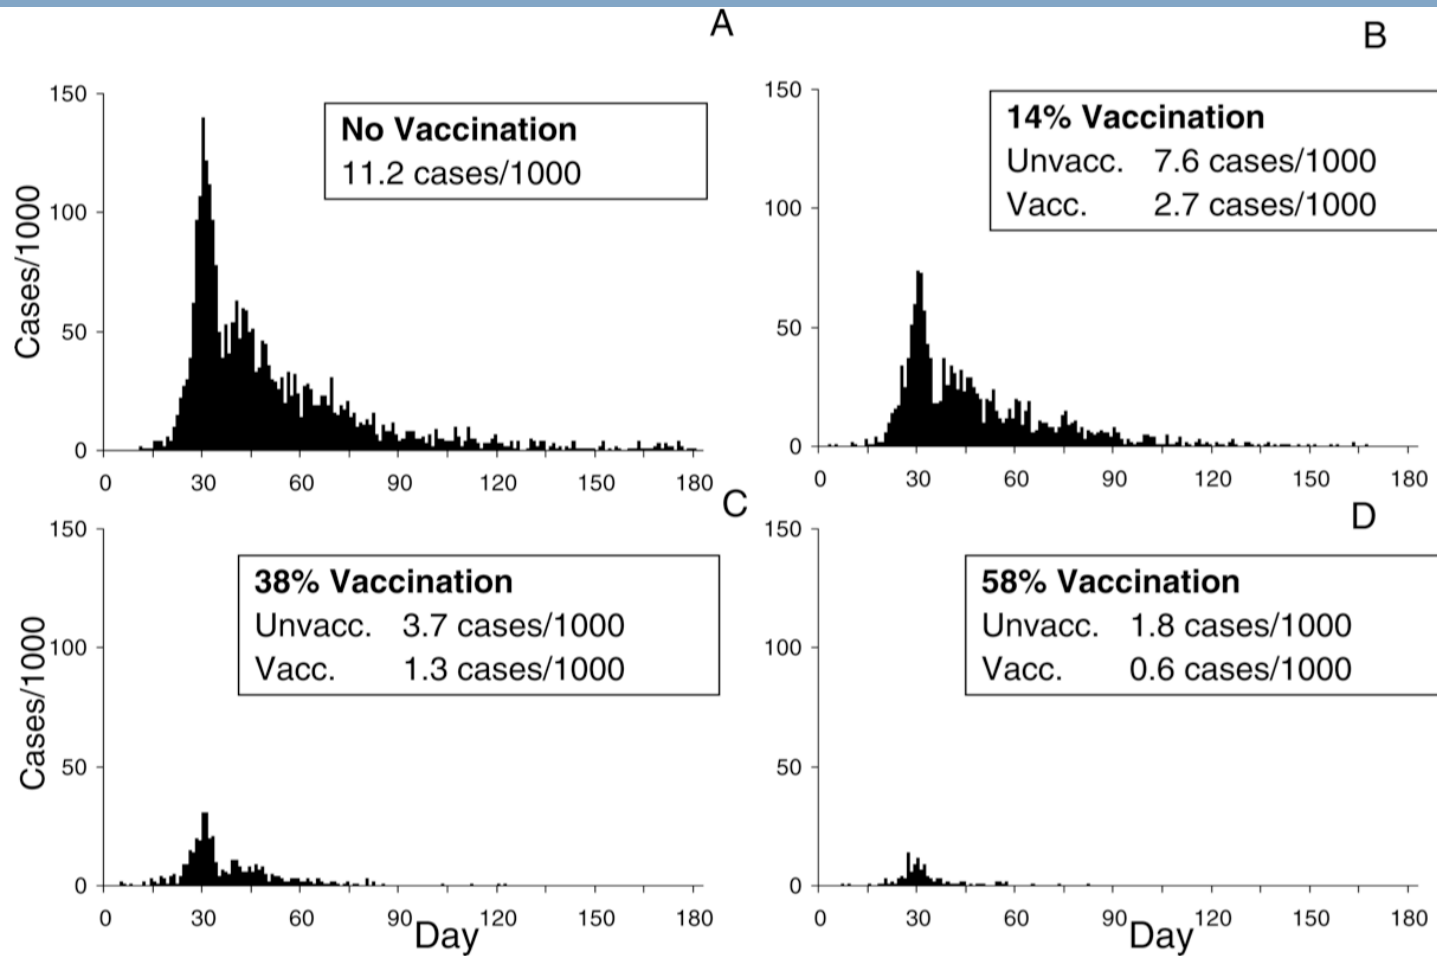 A
150
100
50
0
Cases/1000
No Vaccination
11.2 cases/1000
0 30 60 90 120 150 180
B
150
100
50
0
14% Vaccination
Unvacc. 7.6 cases/1000
Vacc. 2.7 cases/1000
0 30 60 90 120 150 180
C
150
100
50
0
Cases/1000
38% Vaccination
Unvacc. 3.7 cases/1000
Vacc. 1.3 cases/1000
0 30 60 90 120 150 180
Day
D
150
100
50
0
58% Vaccination
Unvacc. 1.8 cases/1000
Vacc. 0.6 cases/1000
0 30 60 90 120 150 180
Day